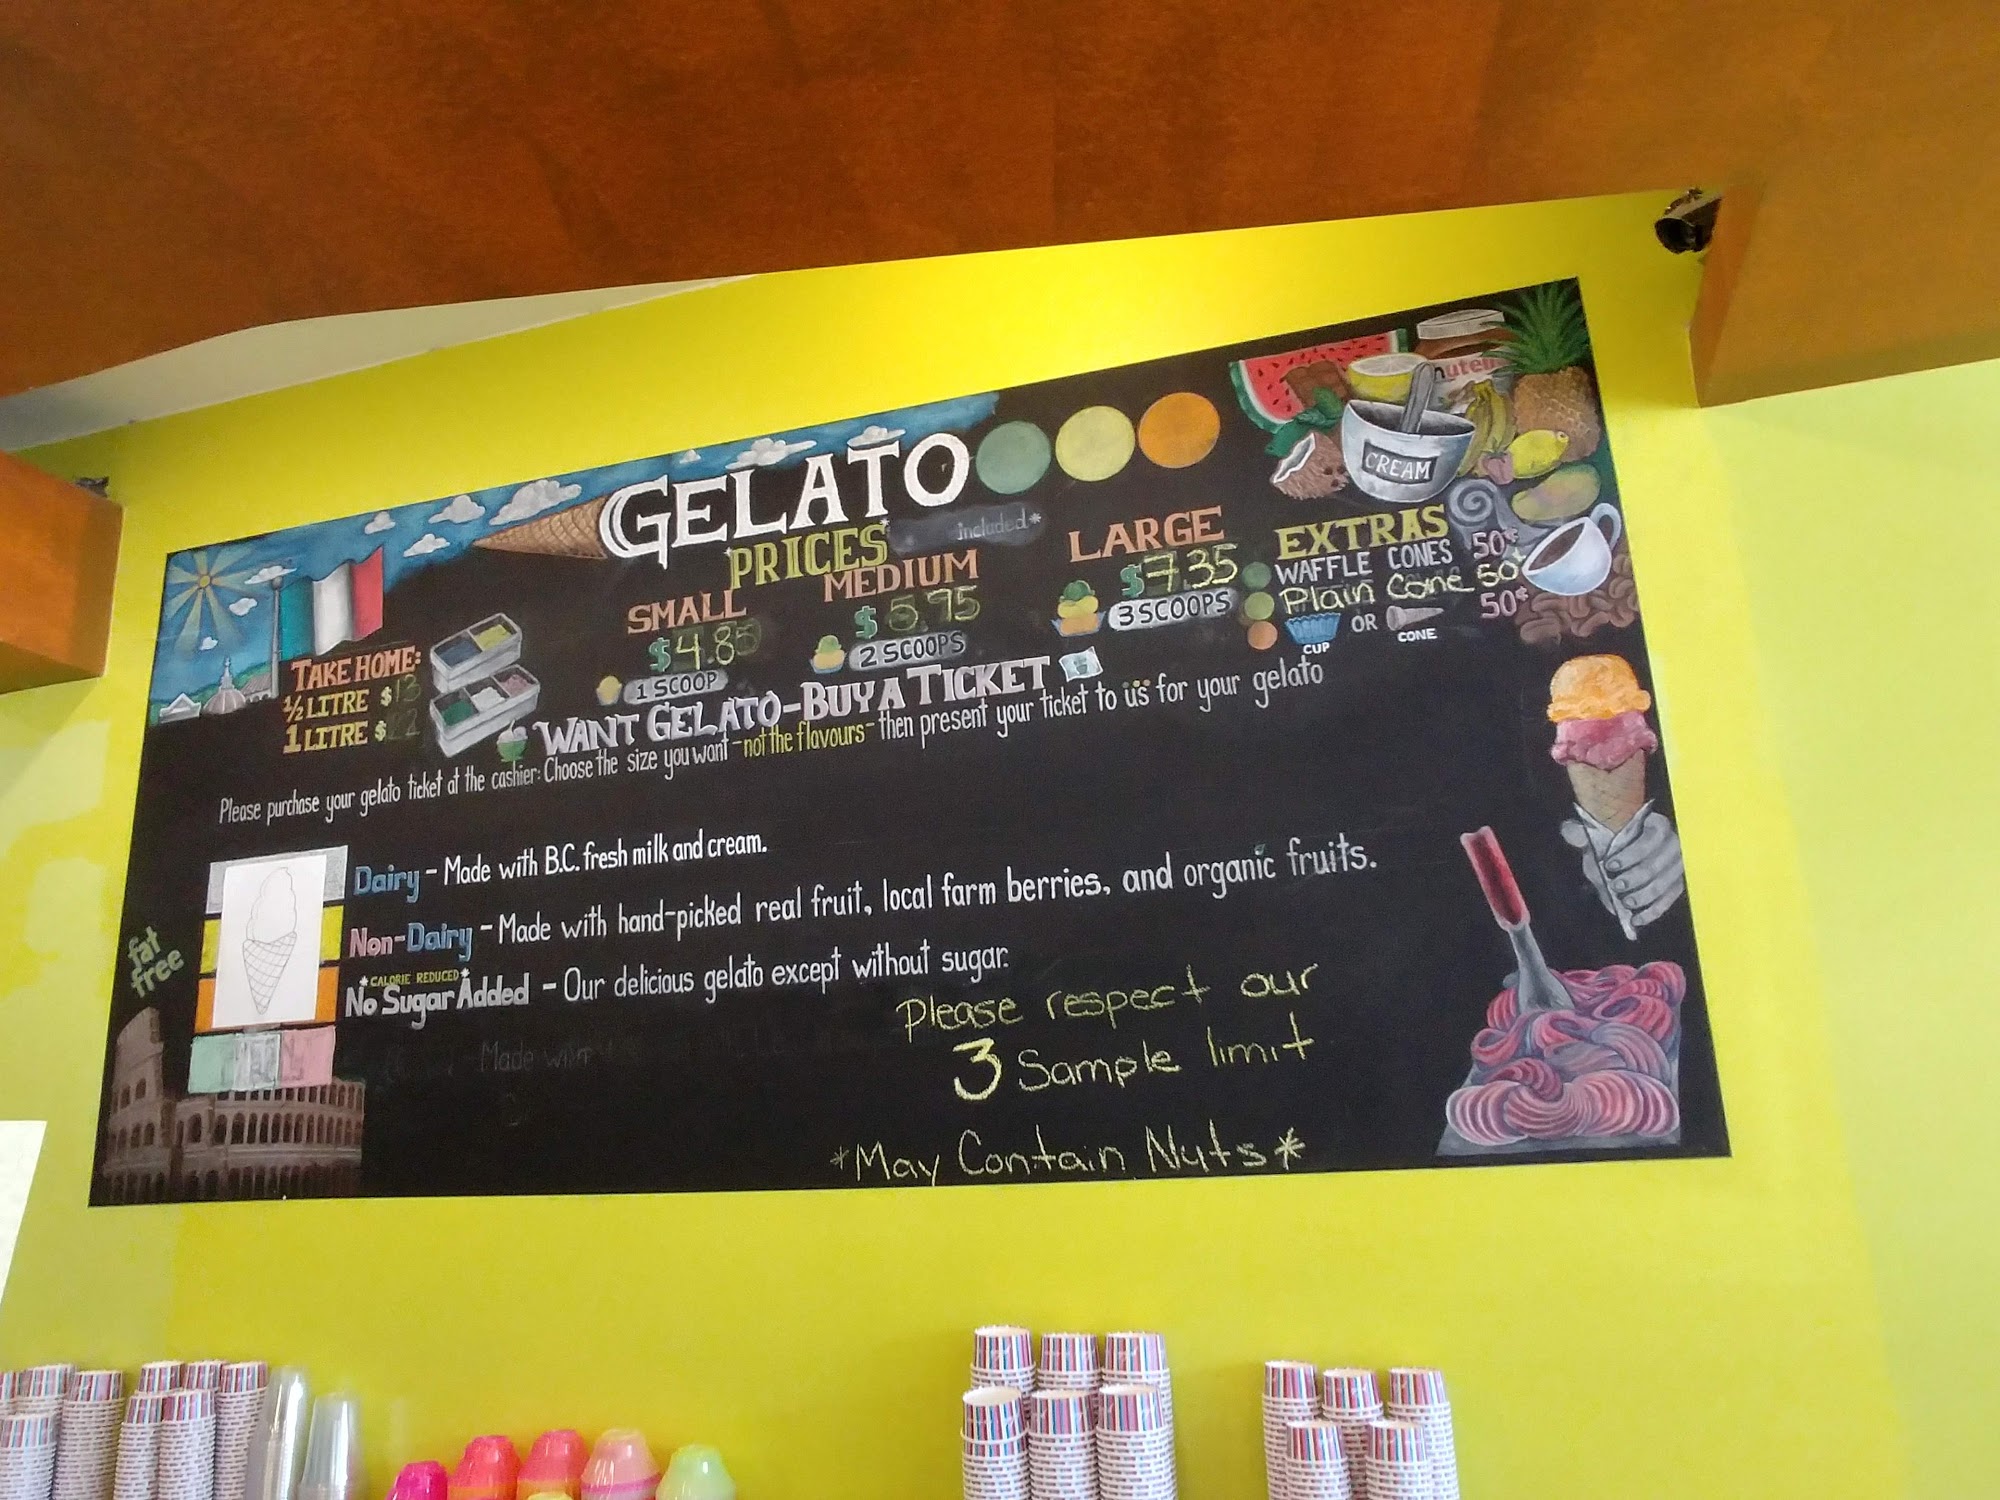 GELATO
PRICES
included*
nutell
CREAM
SMALL
$4.85
1 SCOOP
MEDIUM
$5.95
2 SCOOPS
LARGE
$7.35
3 SCOOPS
EXTRAS
WAFFLE CONES 50¢
Plain Cone 50¢
50¢
CUP OR CONE
TAKE HOME:
½ LITRE $13
1 LITRE $22
WANT GELATO-BUY A TICKET
Please purchase your gelato ticket at the cashier: Choose the size you want -not the flavours- then present your ticket to us for your gelato
Dairy - Made with B.C. fresh milk and cream.
Non-Dairy - Made with hand-picked real fruit, local farm berries, and organic fruits.
fat free
*CALORIE REDUCED*
No Sugar Added - Our delicious gelato except without sugar.
Made with
Please respect our
3 Sample limit
*May Contain Nuts*